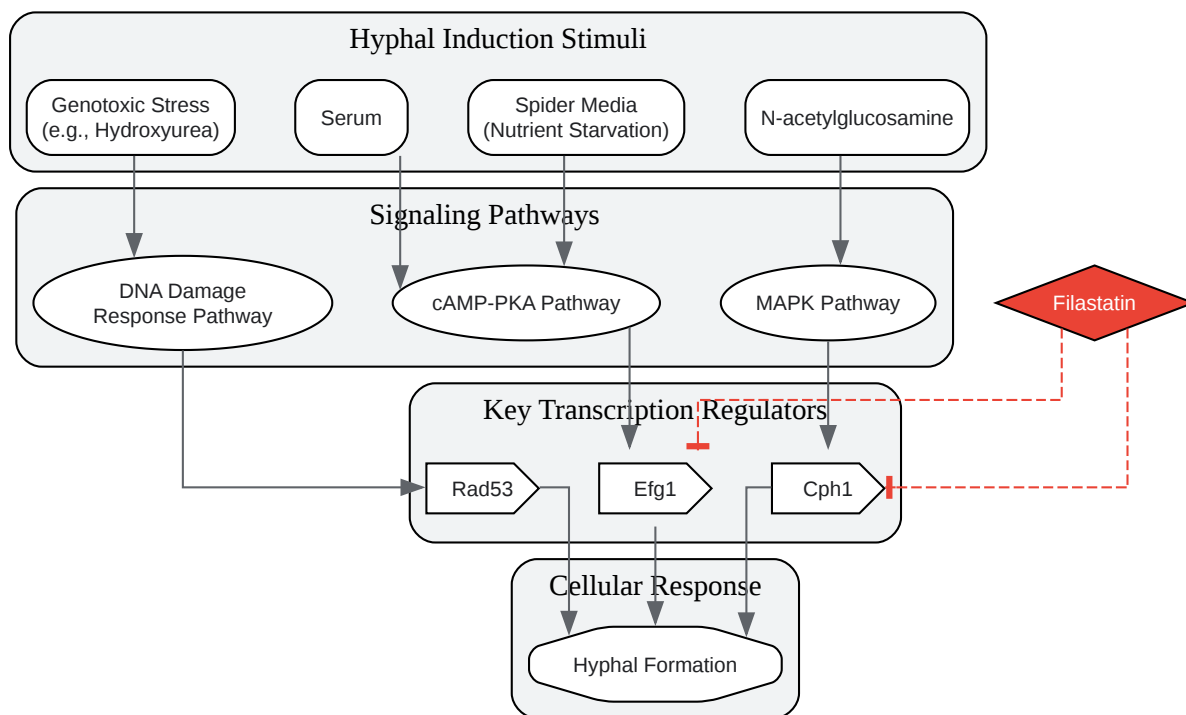 Hyphal Induction Stimuli
Genotoxic Stress
(e.g., Hydroxyurea)
Serum
Spider Media
(Nutrient Starvation)
N-acetylglucosamine
Signaling Pathways
DNA Damage
Response Pathway
cAMP-PKA Pathway
MAPK Pathway
Filastatin
Key Transcription Regulators
Rad53
Efg1
Cph1
Cellular Response
Hyphal Formation